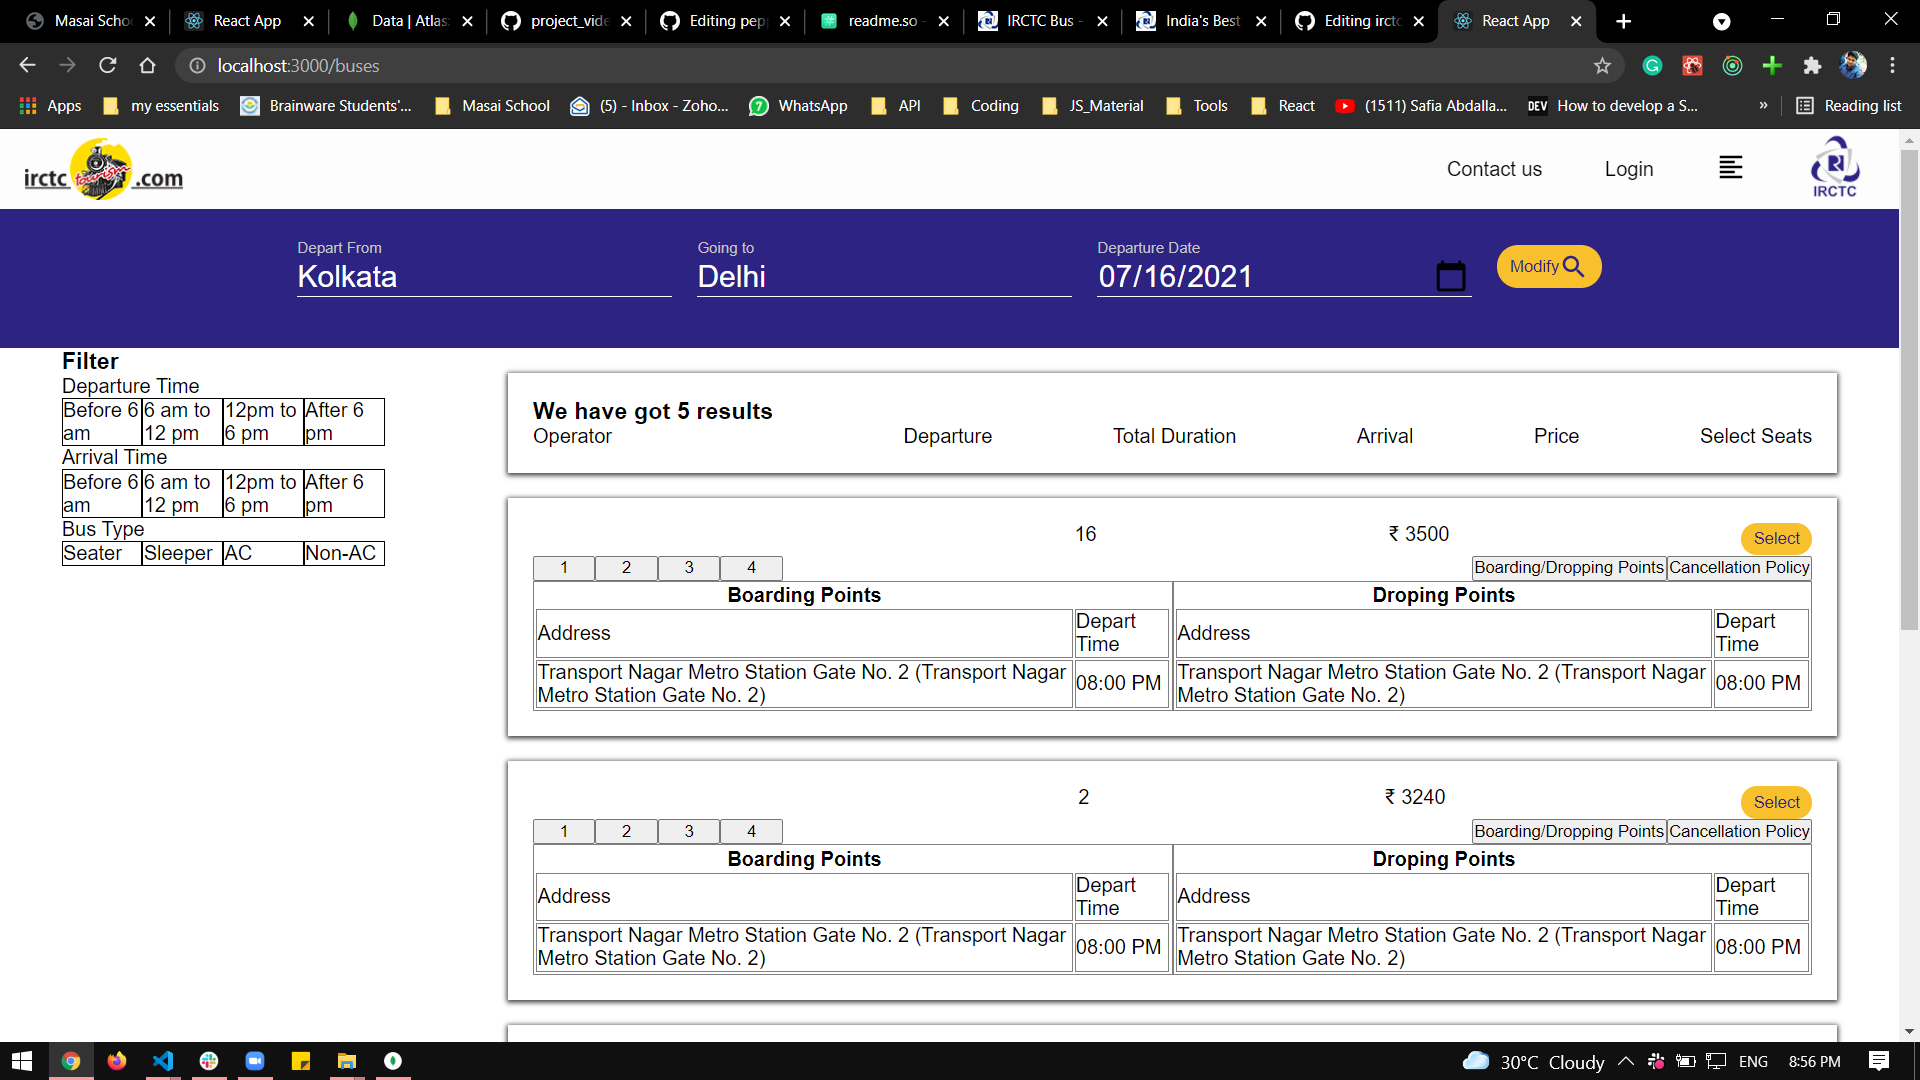 Masai Scho
React App
Data | Atlas
project_vide
Editing pep
readme.so -
IRCTC Bus -
India's Best
Editing irctc
React App
localhost:3000/buses
Apps
my essentials
Brainware Students'...
Masai School
(5) - Inbox - Zoho...
WhatsApp
API
Coding
JS_Material
Tools
React
(1511) Safia Abdalla...
DEV
How to develop a S...
»
Reading list
irctc tourism .com
Contact us
Login
IRCTC
Depart From
Going to
Departure Date
Kolkata
Delhi
07/16/2021
Modify
Filter
Departure Time
Before 6 am
6 am to 12 pm
12pm to 6 pm
After 6 pm
Arrival Time
Before 6 am
6 am to 12 pm
12pm to 6 pm
After 6 pm
Bus Type
Seater
Sleeper
AC
Non-AC
We have got 5 results
Operator
Departure
Total Duration
Arrival
Price
Select Seats
16
₹ 3500
Select
1
2
3
4
Boarding/Dropping Points
Cancellation Policy
Boarding Points
Droping Points
Address
Depart Time
Address
Depart Time
Transport Nagar Metro Station Gate No. 2 (Transport Nagar Metro Station Gate No. 2)
08:00 PM
Transport Nagar Metro Station Gate No. 2 (Transport Nagar Metro Station Gate No. 2)
08:00 PM
2
₹ 3240
Select
1
2
3
4
Boarding/Dropping Points
Cancellation Policy
Boarding Points
Droping Points
Address
Depart Time
Address
Depart Time
Transport Nagar Metro Station Gate No. 2 (Transport Nagar Metro Station Gate No. 2)
08:00 PM
Transport Nagar Metro Station Gate No. 2 (Transport Nagar Metro Station Gate No. 2)
08:00 PM
30°C Cloudy
ENG
8:56 PM